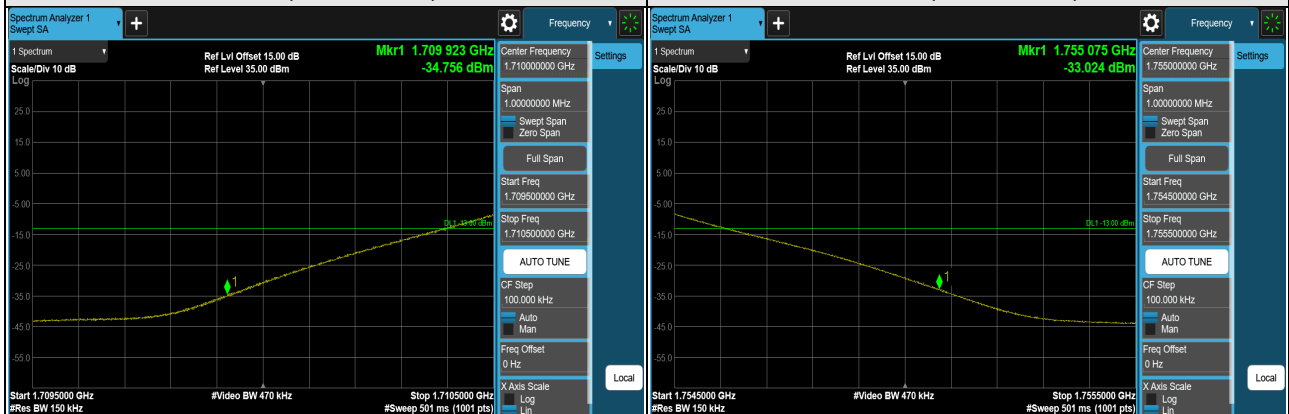 Spectrum Analyzer 1
Swept SA
Frequency
1 Spectrum
Scale/Div 10 dB
Log
Ref Lvl Offset 15.00 dB
Ref Level 35.00 dBm
Mkr1 1.709 923 GHz
-34.756 dBm
25.0
15.0
5.00
-5.00
-15.0
-25.0
-35.0
-45.0
-55.0
DL1 -13.00 dBm
1
Start 1.7095000 GHz
#Res BW 150 kHz
#Video BW 470 kHz
Stop 1.7105000 GHz
#Sweep 501 ms (1001 pts)
Center Frequency
1.710000000 GHz
Span
1.00000000 MHz
Swept Span
Zero Span
Full Span
Start Freq
1.709500000 GHz
Stop Freq
1.710500000 GHz
AUTO TUNE
CF Step
100.000 kHz
Auto
Man
Freq Offset
0 Hz
X Axis Scale
Log
Lin
Settings
Local
Spectrum Analyzer 1
Swept SA
Frequency
1 Spectrum
Scale/Div 10 dB
Log
Ref Lvl Offset 15.00 dB
Ref Level 35.00 dBm
Mkr1 1.755 075 GHz
-33.024 dBm
25.0
15.0
5.00
-5.00
-15.0
-25.0
-35.0
-45.0
-55.0
DL1 -13.00 dBm
1
Start 1.7545000 GHz
#Res BW 150 kHz
#Video BW 470 kHz
Stop 1.7555000 GHz
#Sweep 501 ms (1001 pts)
Center Frequency
1.755000000 GHz
Span
1.00000000 MHz
Swept Span
Zero Span
Full Span
Start Freq
1.754500000 GHz
Stop Freq
1.755500000 GHz
AUTO TUNE
CF Step
100.000 kHz
Auto
Man
Freq Offset
0 Hz
X Axis Scale
Log
Lin
Settings
Local